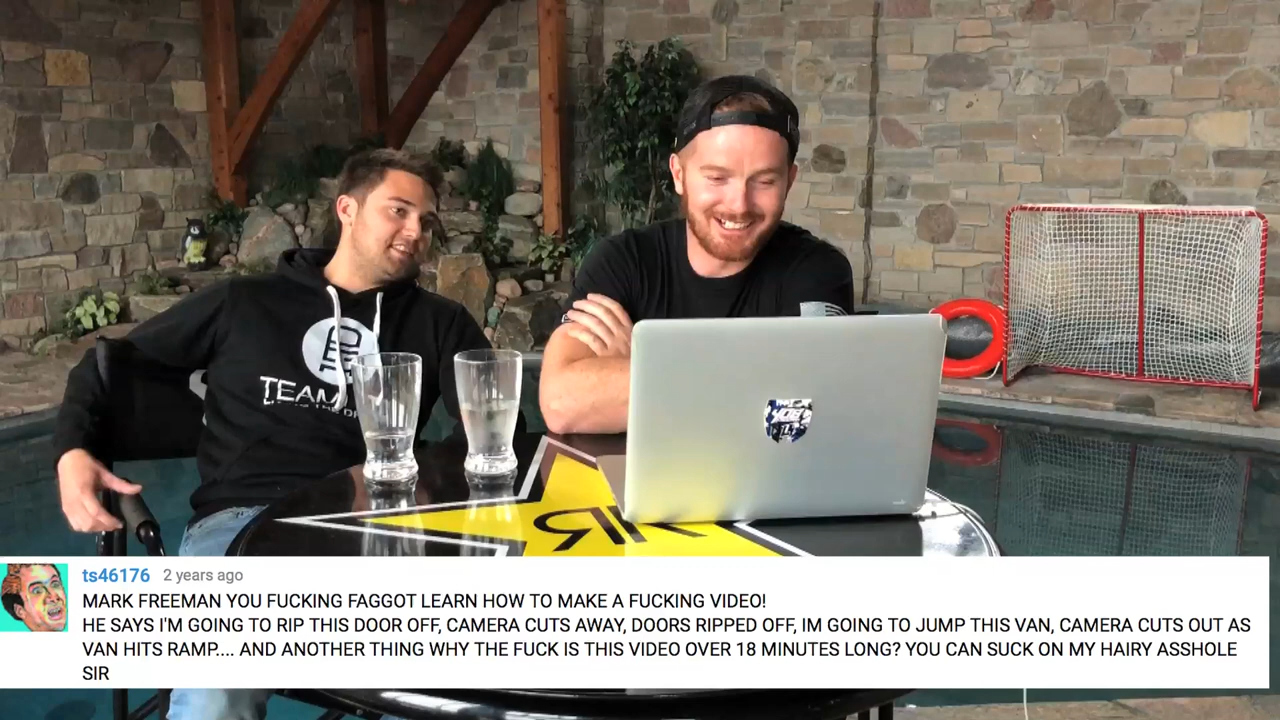 TEAM
THE
ts46176 2 years ago
MARK FREEMAN YOU FUCKING FAGGOT LEARN HOW TO MAKE A FUCKING VIDEO!
HE SAYS I'M GOING TO RIP THIS DOOR OFF, CAMERA CUTS AWAY, DOORS RIPPED OFF, IM GOING TO JUMP THIS VAN, CAMERA CUTS OUT AS
VAN HITS RAMP.... AND ANOTHER THING WHY THE FUCK IS THIS VIDEO OVER 18 MINUTES LONG? YOU CAN SUCK ON MY HAIRY ASSHOLE
SIR